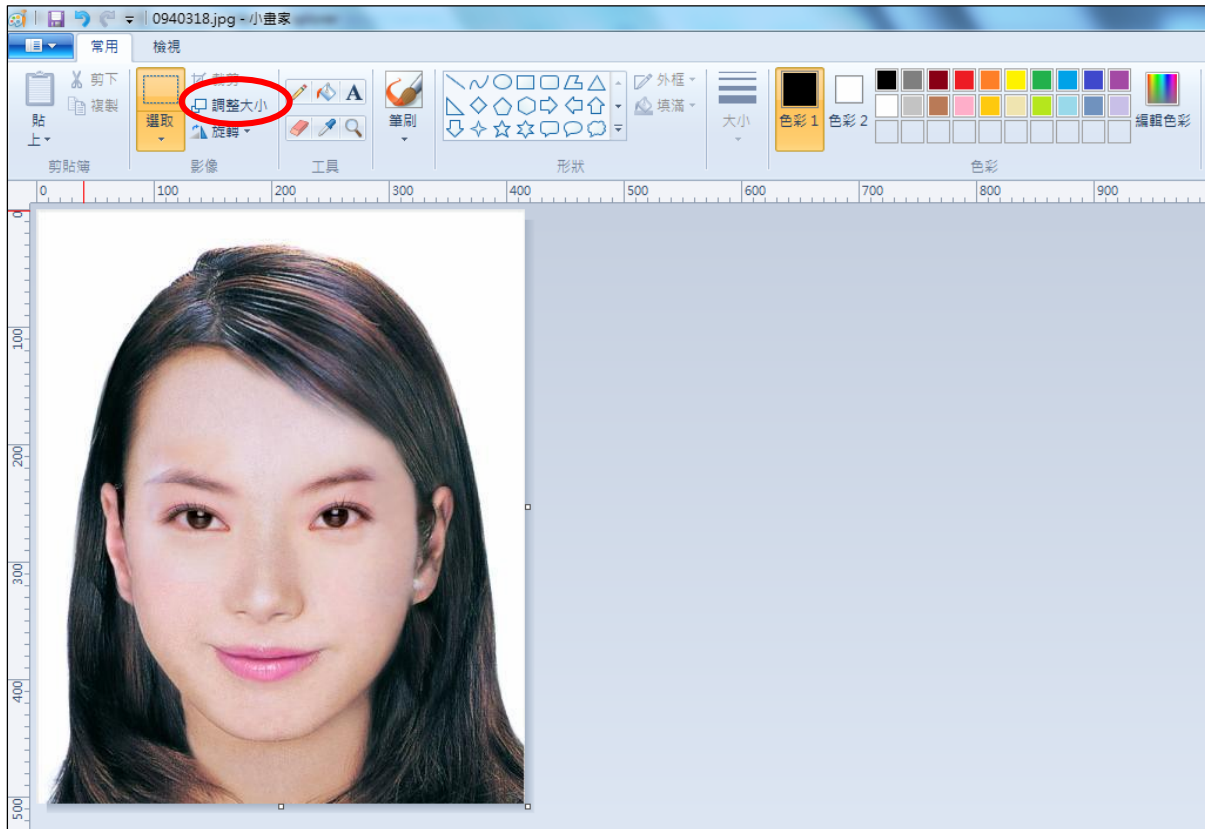 0940318.jpg - 小畫家
常用 檢視
剪下 裁剪 外框
調整大小 A
複製 填滿
貼上 選取 旋轉 筆刷 大小 色彩 1 色彩 2 編輯色彩
剪貼簿 影像 工具 形狀 色彩
0 100 200 300 400 500 600 700 800 900
0
100
200
300
400
500